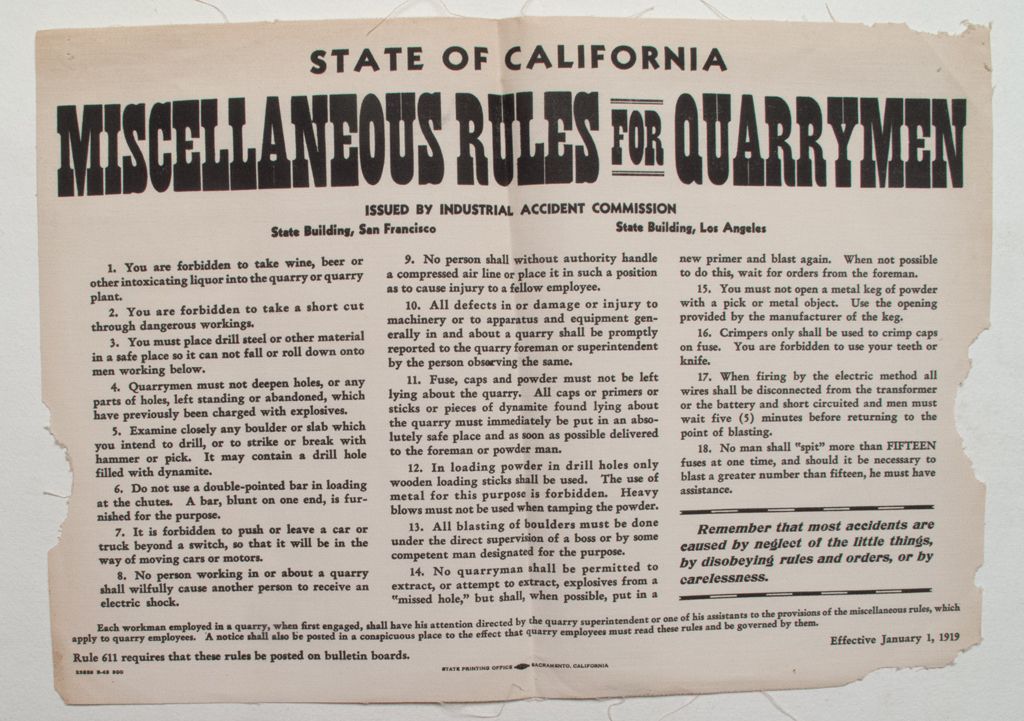 STATE OF CALIFORNIA
MISCELLANEOUS RULES FOR QUARRYMEN
ISSUED BY INDUSTRIAL ACCIDENT COMMISSION
State Building, San Francisco
State Building, Los Angeles
1. You are forbidden to take wine, beer or
other intoxicating liquor into the quarry or quarry
plant.
2. You are forbidden to take a short cut
through dangerous workings.
3. You must place drill steel or other material
in a safe place so it can not fall or roll down onto
men working below.
4. Quarrymen must not deepen holes, or any
parts of holes, left standing or abandoned, which
have previously been charged with explosives.
5. Examine closely any boulder or slab which
you intend to drill, or to strike or break with
hammer or pick. It may contain a drill hole
filled with dynamite.
6. Do not use a double-pointed bar in loading
at the chutes. A bar, blunt on one end, is fur-
nished for the purpose.
7. It is forbidden to push or leave a car or
truck beyond a switch, so that it will be in the
way of moving cars or motors.
8. No person working in or about a quarry
shall wilfully cause another person to receive an
electric shock.
9. No person shall without authority handle
a compressed air line or place it in such a position
as to cause injury to a fellow employee.
10. All defects in or damage or injury to
machinery or to apparatus and equipment gen-
erally in and about a quarry shall be promptly
reported to the quarry foreman or superintendent
by the person observing the same.
11. Fuse, caps and powder must not be left
lying about the quarry. All caps or primers or
sticks or pieces of dynamite found lying about
the quarry must immediately be put in an abso-
lutely safe place and as soon as possible delivered
to the foreman or powder man.
12. In loading powder in drill holes only
wooden loading sticks shall be used. The use of
metal for this purpose is forbidden. Heavy
blows must not be used when tamping the powder.
13. All blasting of boulders must be done
under the direct supervision of a boss or by some
competent man designated for the purpose.
14. No quarryman shall be permitted to
extract, or attempt to extract, explosives from a
"missed hole," but shall, when possible, put in a
new primer and blast again. When not possible
to do this, wait for orders from the foreman.
15. You must not open a metal keg of powder
with a pick or metal object. Use the opening
provided by the manufacturer of the keg.
16. Crimpers only shall be used to crimp caps
on fuse. You are forbidden to use your teeth or
knife.
17. When firing by the electric method all
wires shall be disconnected from the transformer
or the battery and short circuited and men must
wait five (5) minutes before returning to the
point of blasting.
18. No man shall "spit" more than FIFTEEN
fuses at one time, and should it be necessary to
blast a greater number than fifteen, he must have
assistance.
Remember that most accidents are
caused by neglect of the little things,
by disobeying rules and orders, or by
carelessness.
Each workman employed in a quarry, when first engaged, shall have his attention directed by the quarry superintendent or one of his assistants to the provisions of the miscellaneous rules, which
apply to quarry employees. A notice shall also be posted in a conspicuous place to the effect that quarry employees must read these rules and be governed by them.
Effective January 1, 1919
Rule 611 requires that these rules be posted on bulletin boards.
STATE PRINTING OFFICE SACRAMENTO, CALIFORNIA